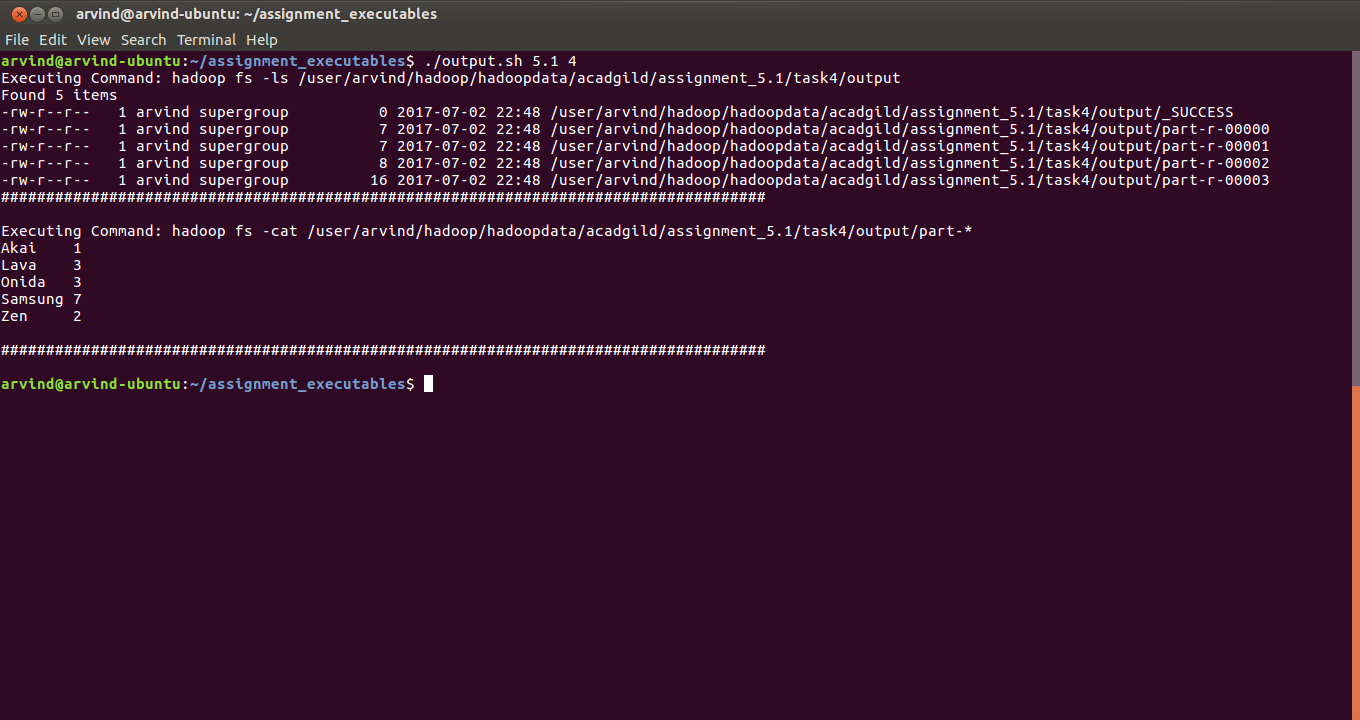 arvind@arvind-ubuntu: ~/assignment_executables
File Edit View Search Terminal Help
arvind@arvind-ubuntu:~/assignment_executables$ ./output.sh 5.1 4
Executing Command: hadoop fs -ls /user/arvind/hadoop/hadoopdata/acadgild/assignment_5.1/task4/output
Found 5 items
-rw-r--r--   1 arvind supergroup          0 2017-07-02 22:48 /user/arvind/hadoop/hadoopdata/acadgild/assignment_5.1/task4/output/_SUCCESS
-rw-r--r--   1 arvind supergroup          7 2017-07-02 22:48 /user/arvind/hadoop/hadoopdata/acadgild/assignment_5.1/task4/output/part-r-00000
-rw-r--r--   1 arvind supergroup          7 2017-07-02 22:48 /user/arvind/hadoop/hadoopdata/acadgild/assignment_5.1/task4/output/part-r-00001
-rw-r--r--   1 arvind supergroup          8 2017-07-02 22:48 /user/arvind/hadoop/hadoopdata/acadgild/assignment_5.1/task4/output/part-r-00002
-rw-r--r--   1 arvind supergroup         16 2017-07-02 22:48 /user/arvind/hadoop/hadoopdata/acadgild/assignment_5.1/task4/output/part-r-00003
#####################################################################################
Executing Command: hadoop fs -cat /user/arvind/hadoop/hadoopdata/acadgild/assignment_5.1/task4/output/part-*
Akai    1
Lava    3
Onida   3
Samsung 7
Zen     2
#####################################################################################
arvind@arvind-ubuntu:~/assignment_executables$